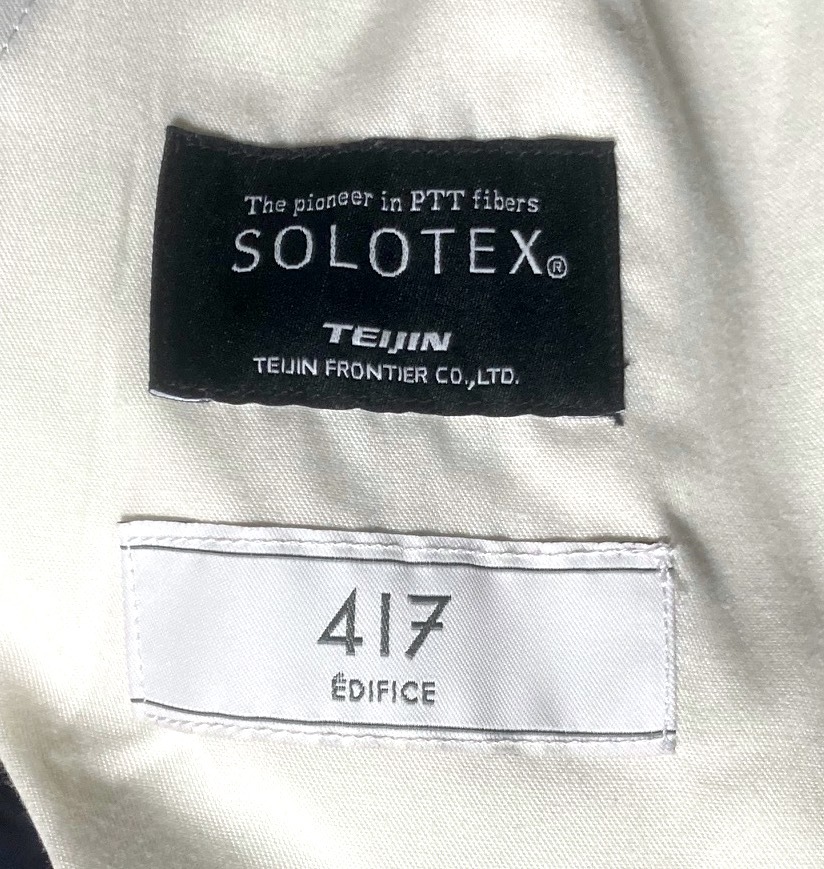 The pioneer in PTT fibers
SOLOTEX®
TEIJIN
TEIJIN FRONTIER CO.,LTD.
417
ÉDIFICE